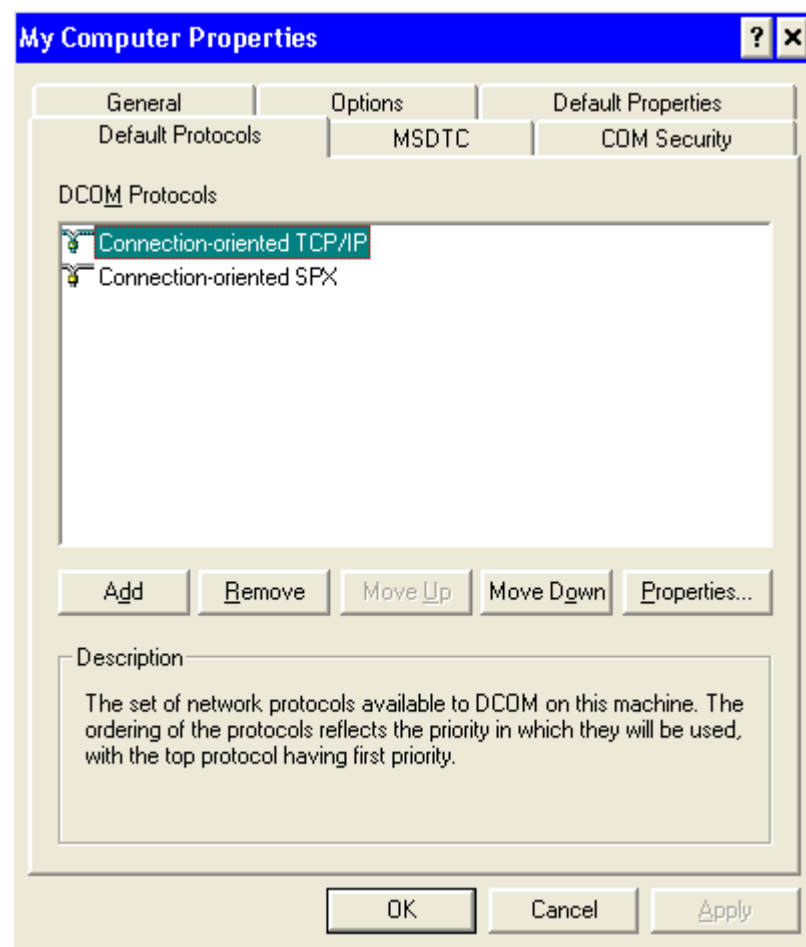 My Computer Properties
General Options Default Properties
Default Protocols MSDTC COM Security
DCOM Protocols
Connection-oriented TCP/IP
Connection-oriented SPX
Add Remove Move Up Move Down Properties...
Description
The set of network protocols available to DCOM on this machine. The
ordering of the protocols reflects the priority in which they will be used,
with the top protocol having first priority.
OK Cancel Apply